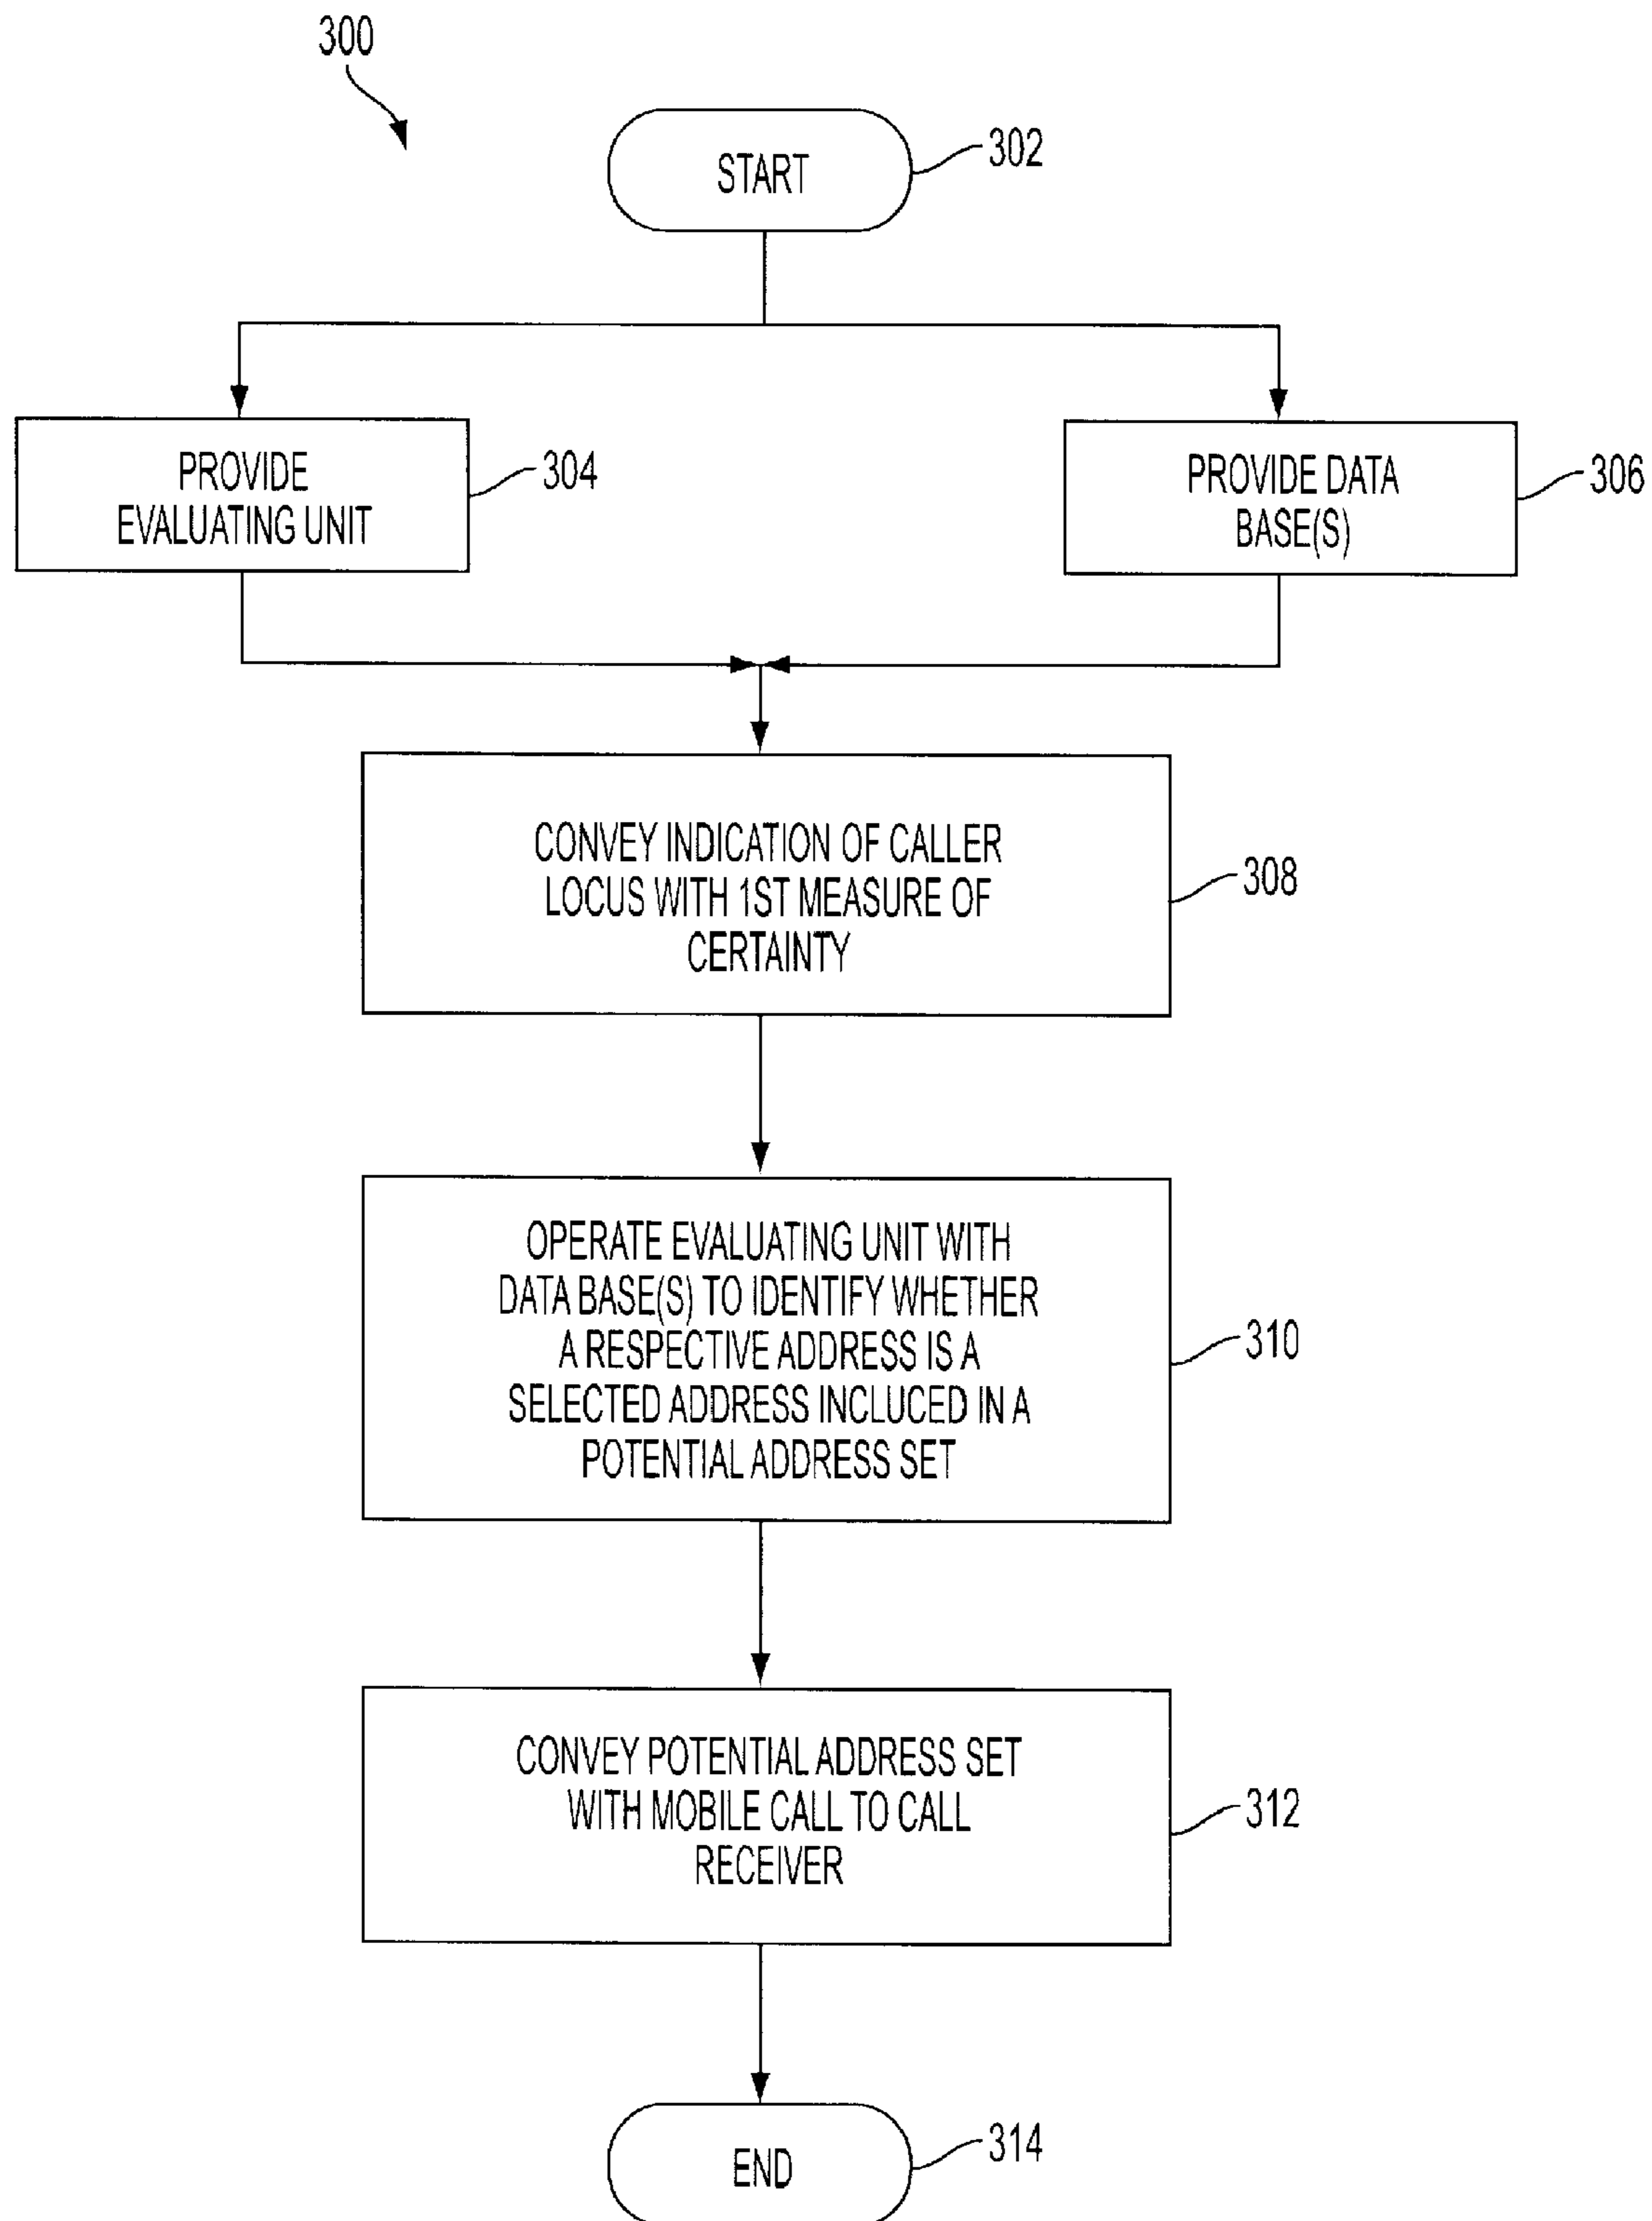 300
START
302
PROVIDE
EVALUATING UNIT
304
PROVIDE DATA
BASE(S)
306
CONVEY INDICATION OF CALLER
LOCUS WITH 1ST MEASURE OF
CERTAINTY
308
OPERATE EVALUATING UNIT WITH
DATA BASE(S) TO IDENTIFY WHETHER
A RESPECTIVE ADDRESS IS A
SELECTED ADDRESS INCLUCED IN A
POTENTIAL ADDRESS SET
310
CONVEY POTENTIAL ADDRESS SET
WITH MOBILE CALL TO CALL
RECEIVER
312
END
314